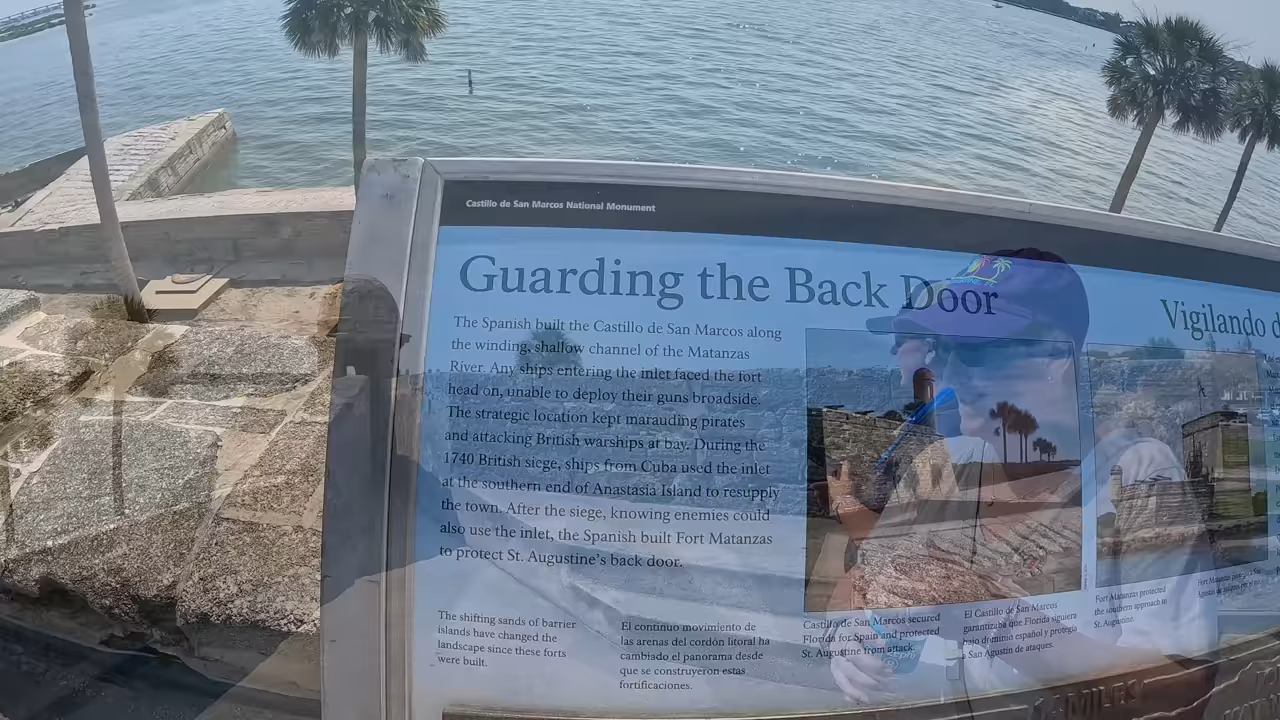 Castillo de San Marcos National Monument
Guarding the Back Door
The Spanish built the Castillo de San Marcos along
the winding, shallow channel of the Matanzas
River. Any ships entering the inlet faced the fort
head on, unable to deploy their guns broadside.
The strategic location kept marauding pirates
and attacking British warships at bay. During the
1740 British siege, ships from Cuba used the inlet
at the southern end of Anastasia Island to resupply
the town. After the siege, knowing enemies could
also use the inlet, the Spanish built Fort Matanzas
to protect St. Augustine's back door.
The shifting sands of barrier
islands have changed the
landscape since these forts
were built.
El continuo movimiento de
las arenas del cordón litoral ha
cambiado el panorama desde
que se construyeron estas
fortificaciones.
Castillo de San Marcos secured
Florida for Spain and protected
St. Augustine from attack.
El Castillo de San Marcos
garantizaba que Florida siguiera
bajo dominio español y protegía
a San Agustín de ataques.
Vigilando
Fort Matanzas protected
the southern approach to
St. Augustine.